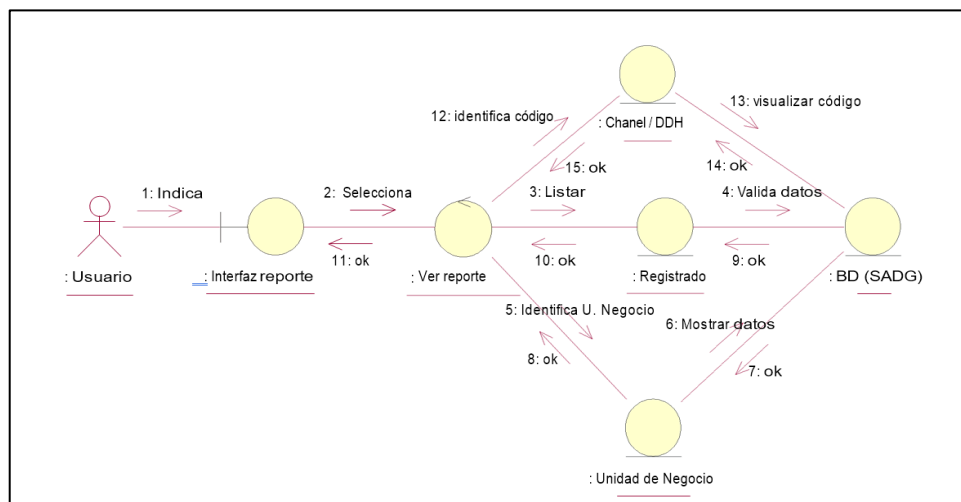 12: identifica código
13: visualizar código
: Chanel / DDH
15: ok
14: ok
1: Indica
2: Selecciona
3: Listar
4: Valida datos
11: ok
10: ok
9: ok
: Usuario
: Interfaz reporte
: Ver reporte
: Registrado
: BD (SADG)
5: Identifica U. Negocio
6: Mostrar datos
8: ok
7: ok
: Unidad de Negocio